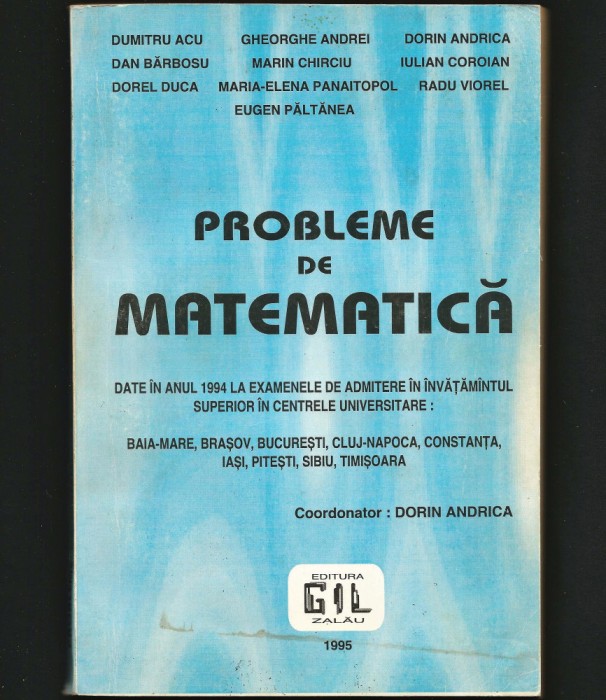 DUMITRU ACU GHEORGHE ANDREI DORIN ANDRICA
DAN BĂRBOSU MARIN CHIRCIU IULIAN COROIAN
DOREL DUCA MARIA-ELENA PANAITOPOL RADU VIOREL
EUGEN PĂLTĂNEA
PROBLEME
DE
MATEMATICĂ
DATE ÎN ANUL 1994 LA EXAMENELE DE ADMITERE ÎN ÎNVĂȚĂMÎNTUL
SUPERIOR ÎN CENTRELE UNIVERSITARE :
BAIA-MARE, BRAȘOV, BUCUREȘTI, CLUJ-NAPOCA, CONSTANȚA,
IAȘI, PITEȘTI, SIBIU, TIMIȘOARA
Coordonator : DORIN ANDRICA
EDITURA
GIL
ZALĂU
1995